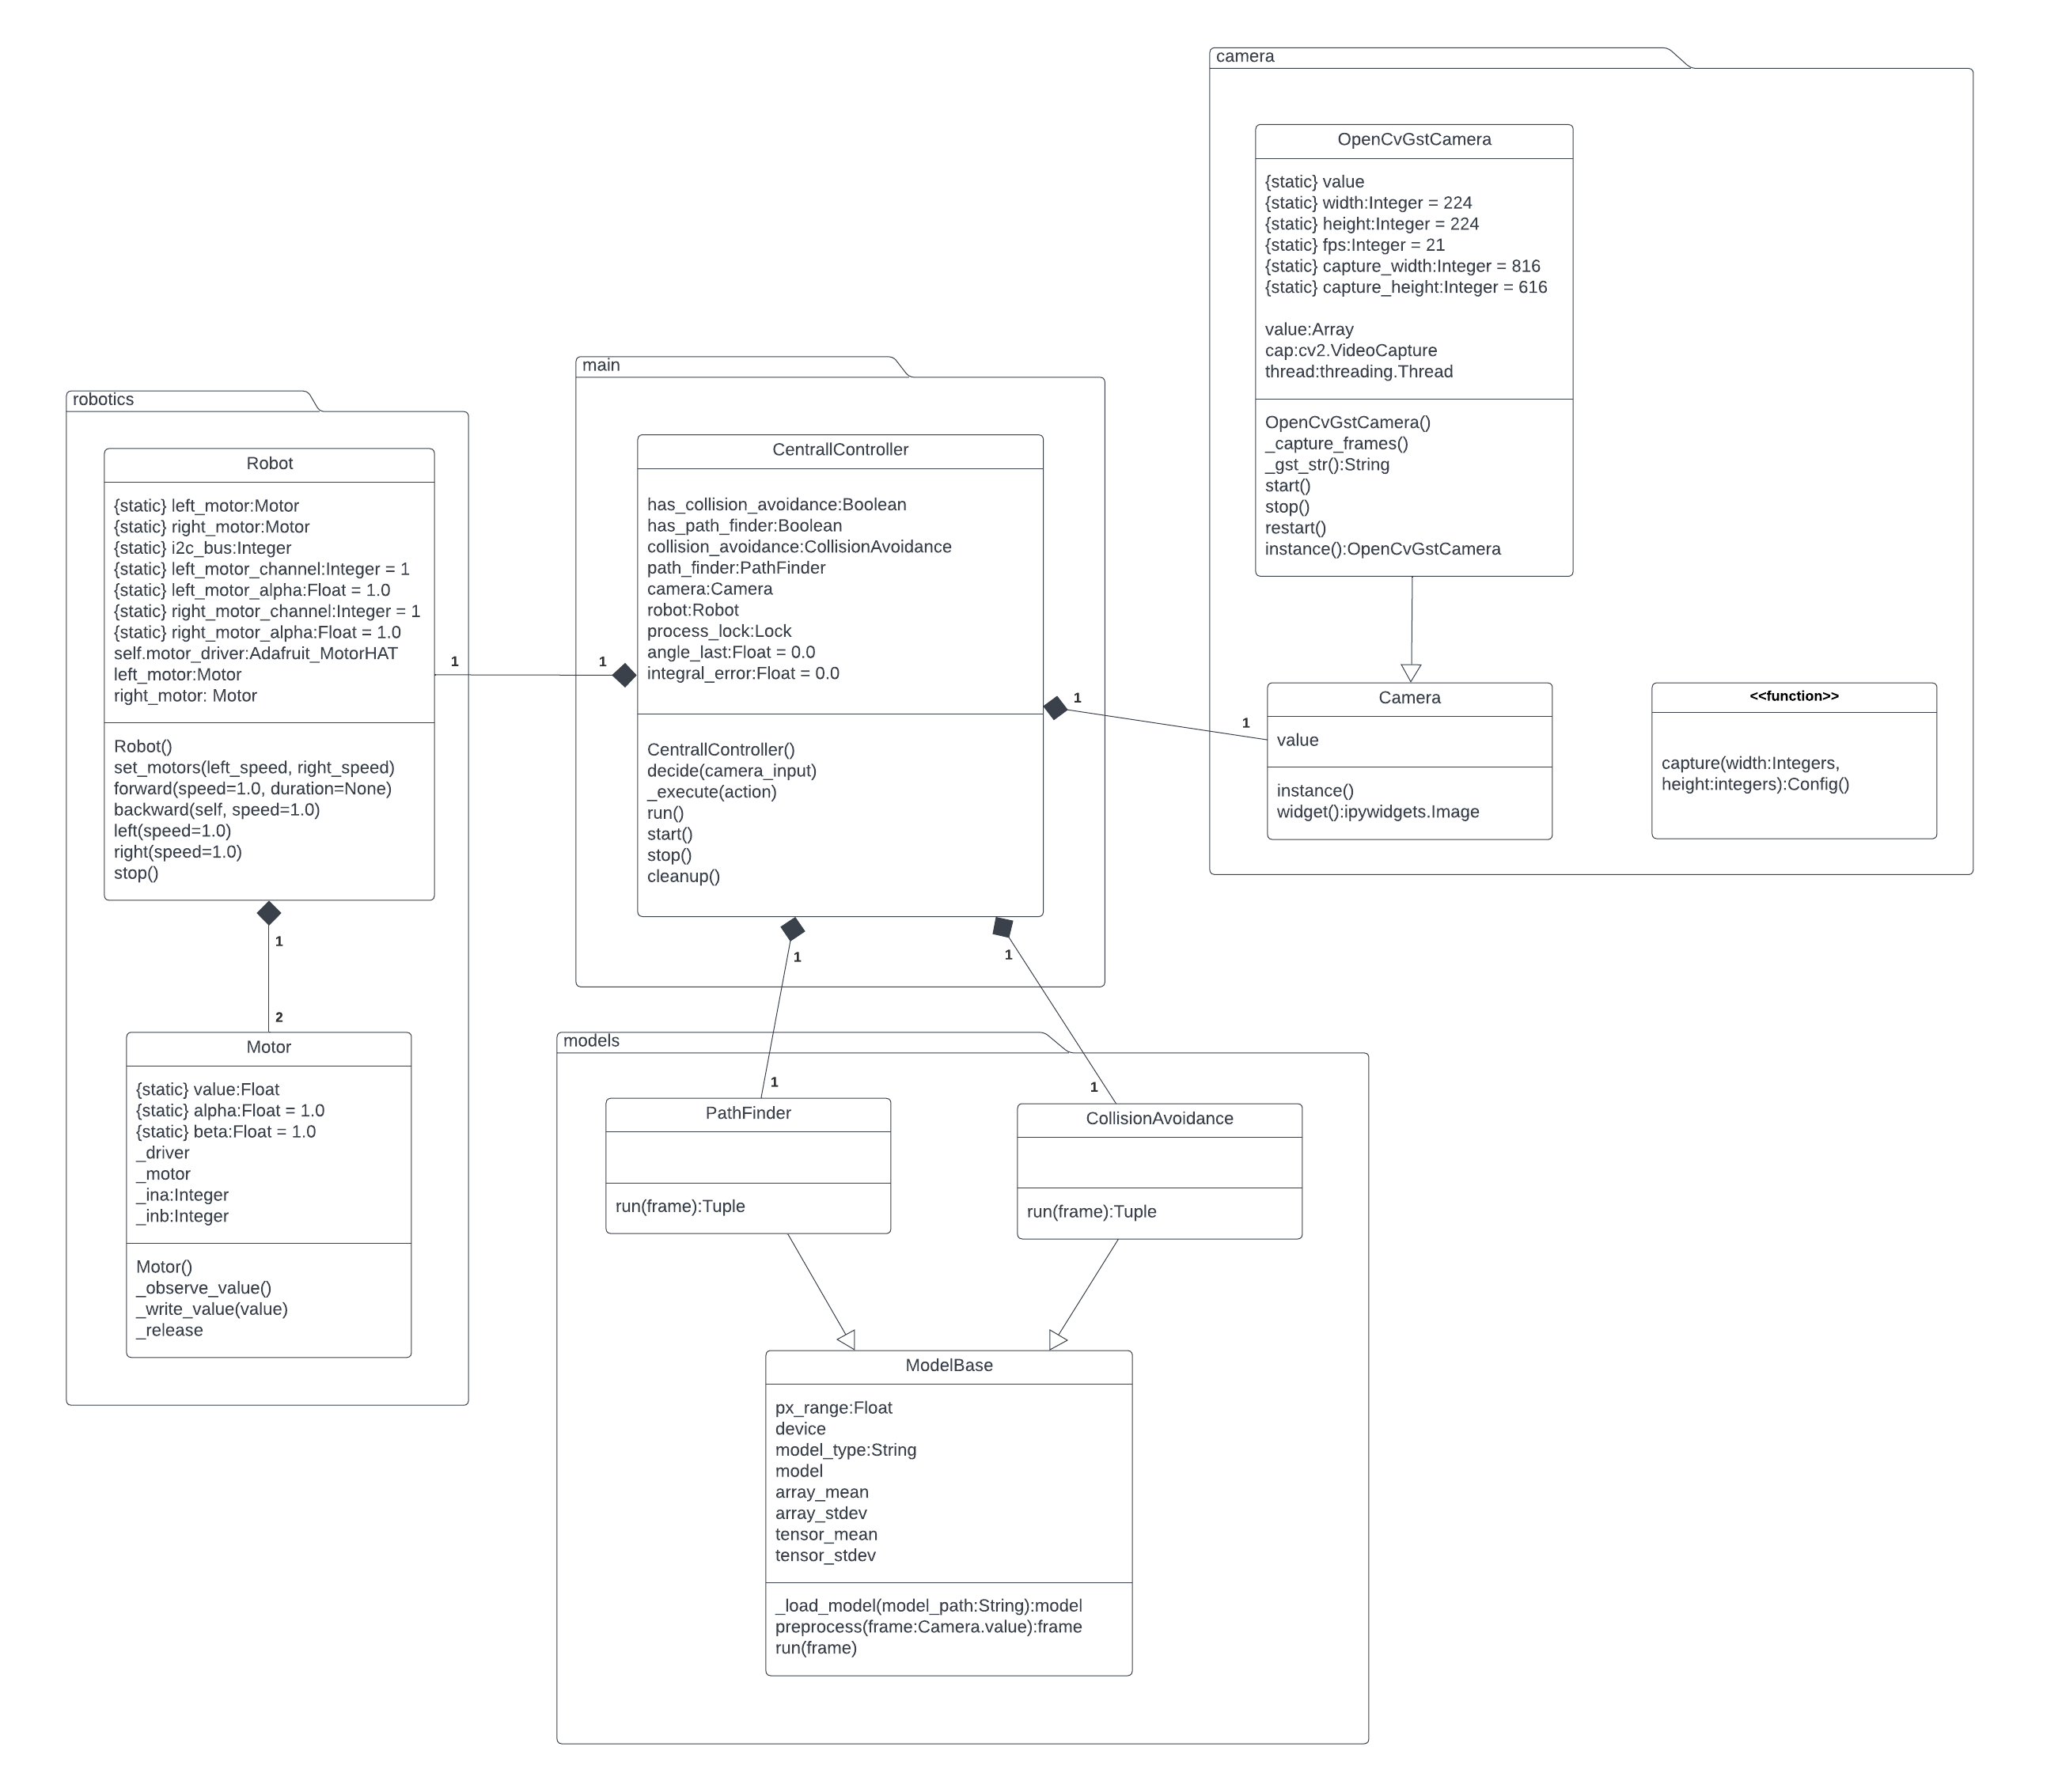 camera
OpenCvGstCamera
{static} value
{static} width:Integer = 224
{static} height:Integer = 224
{static} fps:Integer = 21
{static} capture_width:Integer = 816
{static} capture_height:Integer = 616
value:Array
cap:cv2.VideoCapture
thread:threading.Thread
OpenCvGstCamera()
_capture_frames()
_gst_str():String
start()
stop()
restart()
instance():OpenCvGstCamera
Camera
value
instance()
widget():ipywidgets.Image
<<function>>
capture(width:Integers,
height:integers):Config()
main
CentrallController
has_collision_avoidance:Boolean
has_path_finder:Boolean
collision_avoidance:CollisionAvoidance
path_finder:PathFinder
camera:Camera
robot:Robot
process_lock:Lock
angle_last:Float = 0.0
integral_error:Float = 0.0
CentrallController()
decide(camera_input)
_execute(action)
run()
start()
stop()
cleanup()
1
1
1
1
1
1
1
1
robotics
Robot
{static} left_motor:Motor
{static} right_motor:Motor
{static} i2c_bus:Integer
{static} left_motor_channel:Integer = 1
{static} left_motor_alpha:Float = 1.0
{static} right_motor_channel:Integer = 1
{static} right_motor_alpha:Float = 1.0
self.motor_driver:Adafruit_MotorHAT
left_motor:Motor
right_motor: Motor
Robot()
set_motors(left_speed, right_speed)
forward(speed=1.0, duration=None)
backward(self, speed=1.0)
left(speed=1.0)
right(speed=1.0)
stop()
1
2
Motor
{static} value:Float
{static} alpha:Float = 1.0
{static} beta:Float = 1.0
_driver
_motor
_ina:Integer
_inb:Integer
Motor()
_observe_value()
_write_value(value)
_release
models
PathFinder
run(frame):Tuple
CollisionAvoidance
run(frame):Tuple
ModelBase
px_range:Float
device
model_type:String
model
array_mean
array_stdev
tensor_mean
tensor_stdev
_load_model(model_path:String):model
preprocess(frame:Camera.value):frame
run(frame)